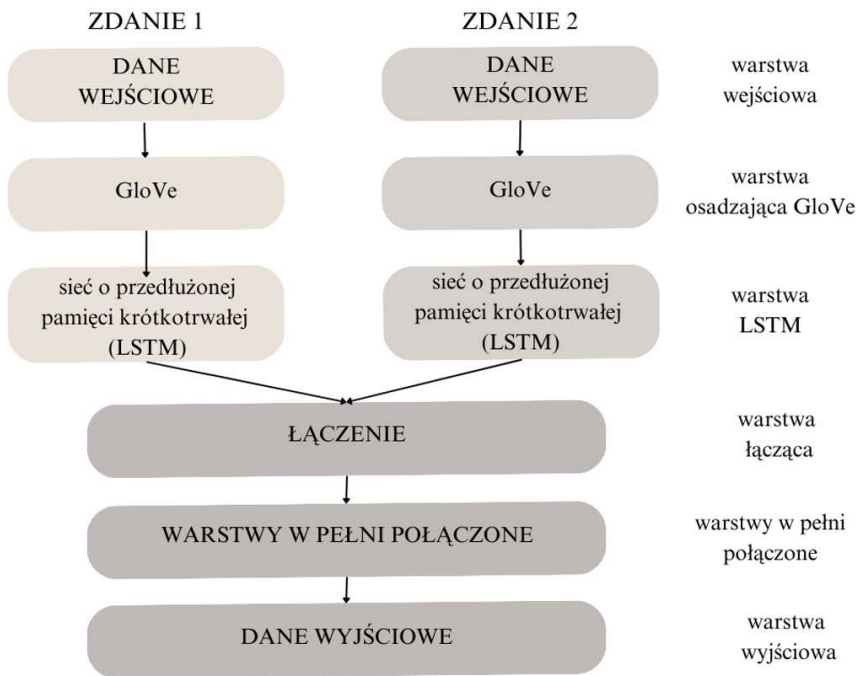 ZDANIE 1
ZDANIE 2
DANE
WEJŚCIOWE
DANE
WEJŚCIOWE
warstwa
wejściowa
GloVe
GloVe
warstwa
osadzająca GloVe
sieć o przedłużonej
pamięci krótkotrwałej
(LSTM)
sieć o przedłużonej
pamięci krótkotrwałej
(LSTM)
warstwa
LSTM
ŁĄCZENIE
warstwa
łącząca
WARSTWY W PEŁNI POŁĄCZONE
warstwy w pełni
połączone
DANE WYJŚCIOWE
warstwa
wyjściowa